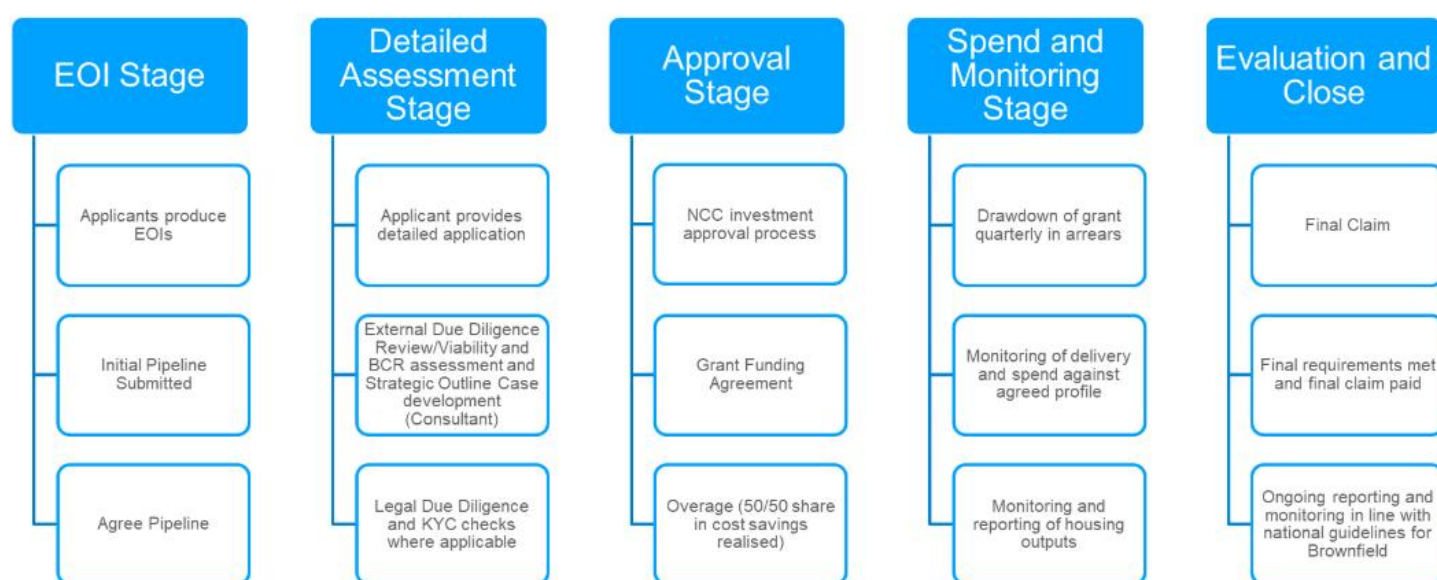 EOI Stage
Applicants produce
EOIs
Initial Pipeline
Submitted
Agree Pipeline
Detailed
Assessment
Stage
Applicant provides
detailed application
External Due Diligence
Review/Viability and
BCR assessment and
Strategic Outline Case
development
(Consultant)
Legal Due Diligence
and KYC checks
where applicable
Approval
Stage
NCC investment
approval process
Grant Funding
Agreement
Overage (50/50 share
in cost savings
realised)
Spend and
Monitoring
Stage
Drawdown of grant
quarterly in arrears
Monitoring of delivery
and spend against
agreed profile
Monitoring and
reporting of housing
outputs
Evaluation and
Close
Final Claim
Final requirements met
and final claim paid
Ongoing reporting and
monitoring in line with
national guidelines for
Brownfield